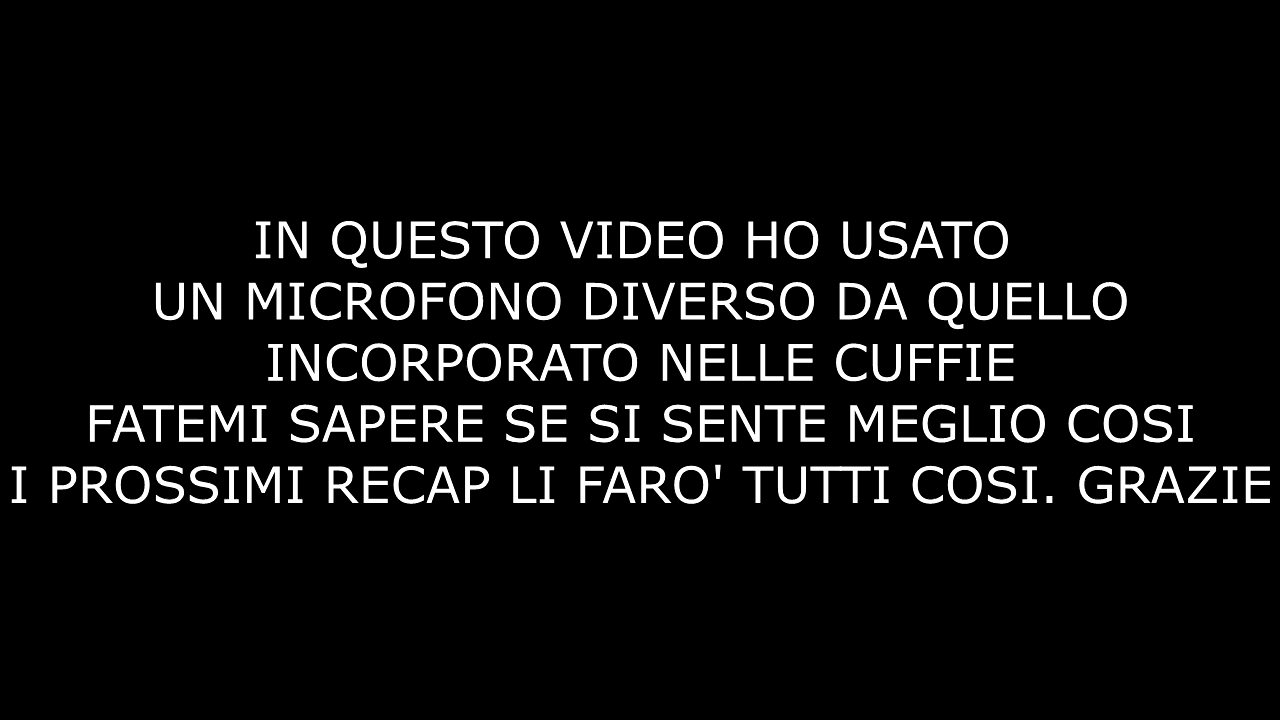 IN QUESTO VIDEO HO USATO
UN MICROFONO DIVERSO DA QUELLO
INCORPORATO NELLE CUFFIE
FATEMI SAPERE SE SI SENTE MEGLIO COSI
I PROSSIMI RECAP LI FARO' TUTTI COSI. GRAZIE